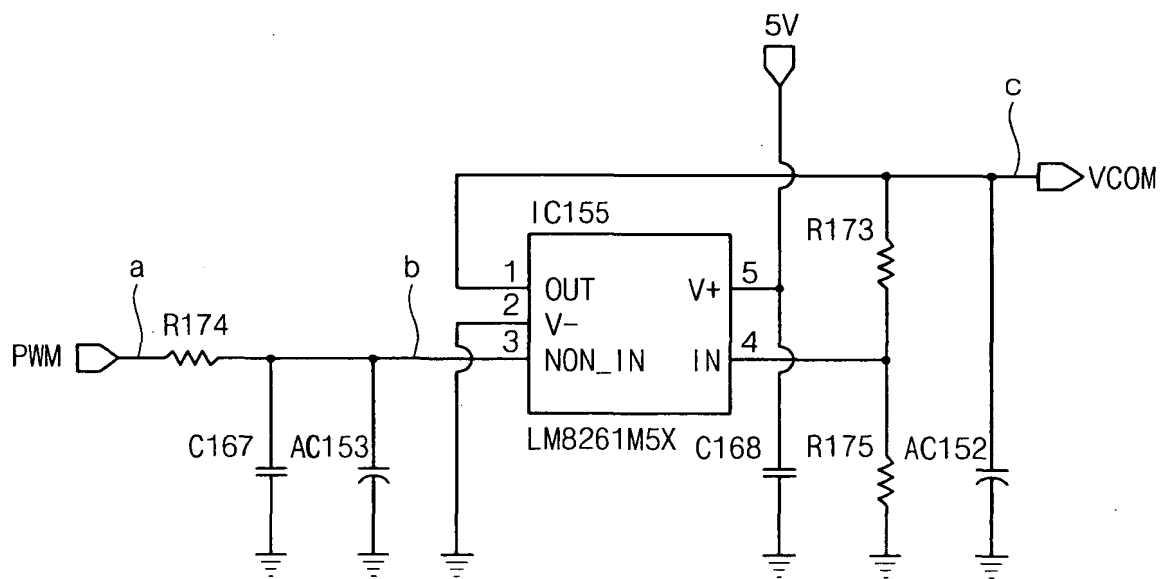 5V
c
VCOM
IC155
R173
a
b
1
OUT
V+
5
2
V-
R174
PWM
3
NON_IN
IN
4
LM8261M5X
C167
AC153
C168
R175
AC152